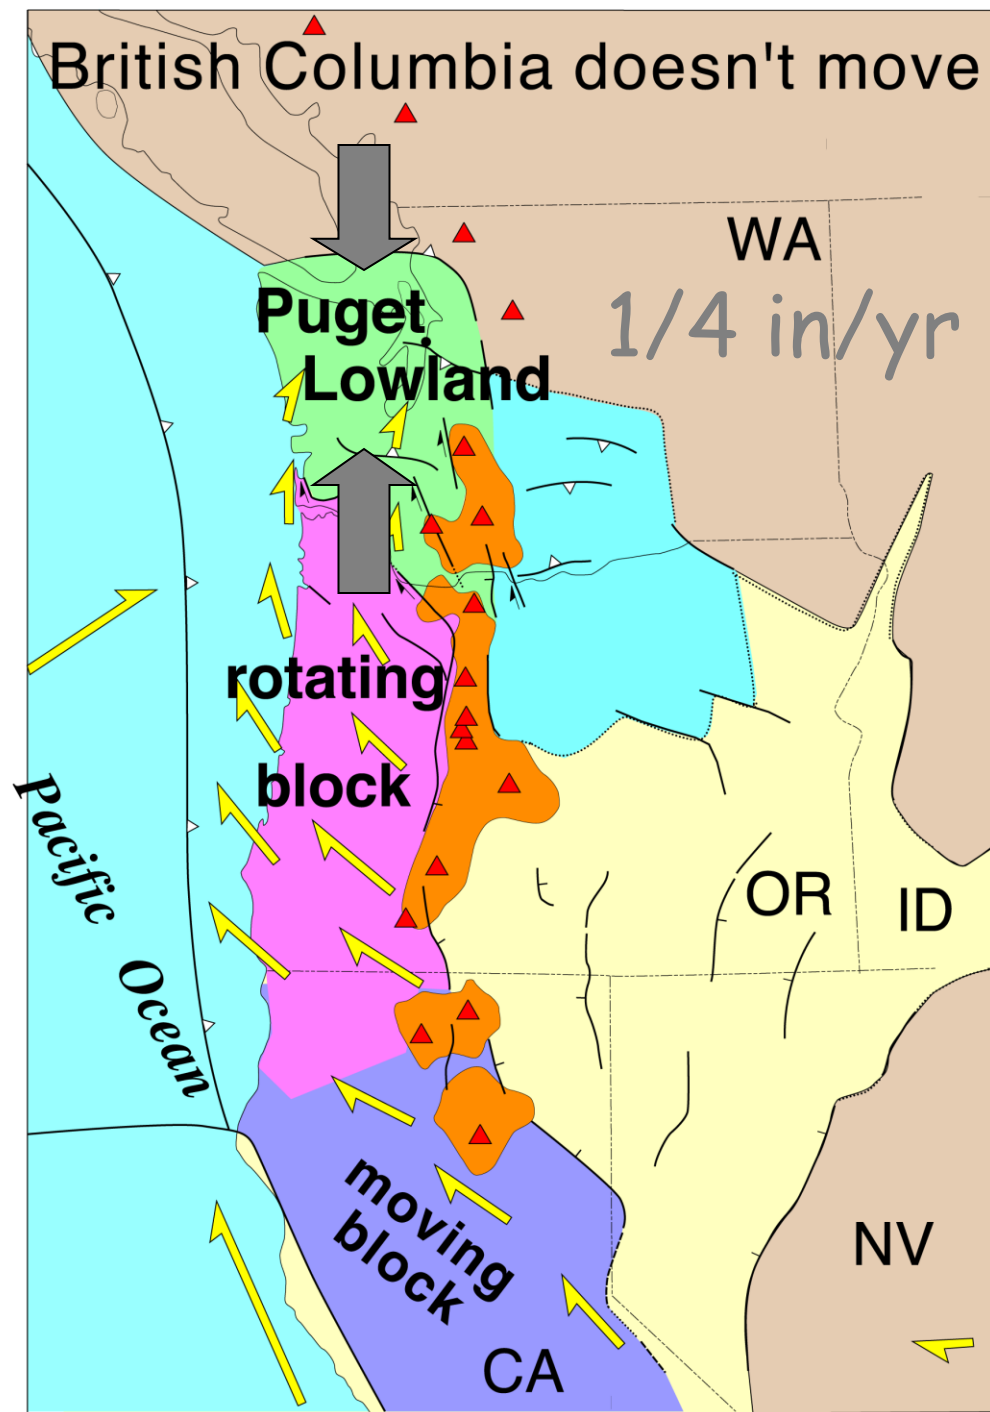 British Columbia doesn't move
WA
1/4 in/yr
Puget
Lowland
rotating
block
Pacific
Ocean
OR
ID
moving
block
NV
CA